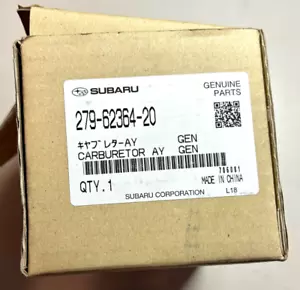 SUBARU
GENUINE
PARTS
279-62364-20
キャブレターAY GEN
CARBURETOR AY GEN
706001
QTY.1 MADE IN CHINA
SUBARU CORPORATION L18